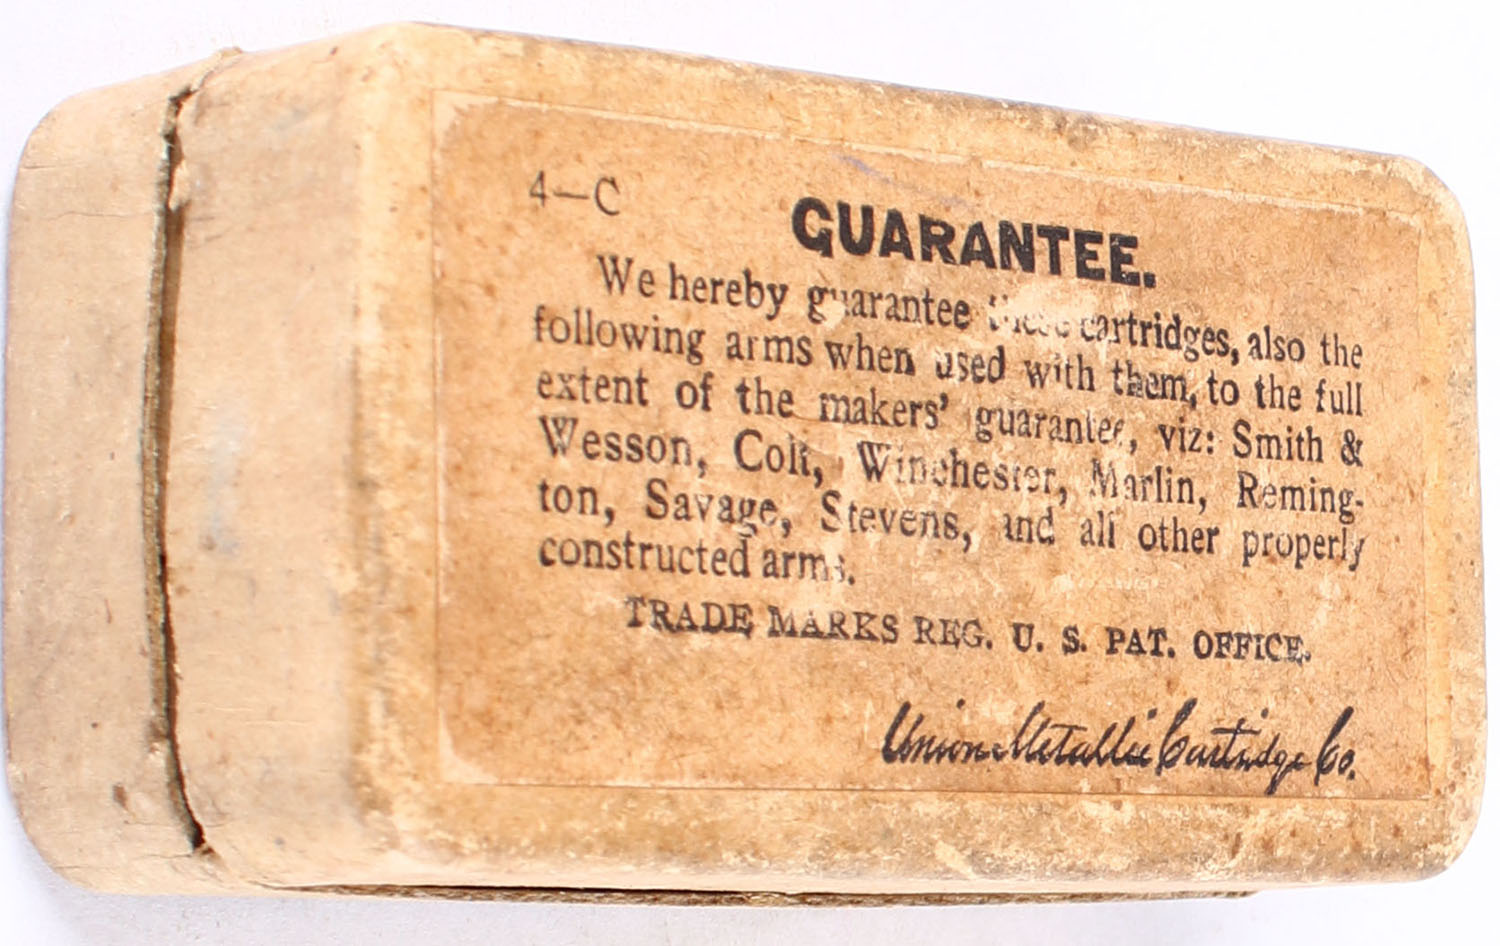 4—C
GUARANTEE.
We hereby guarantee these cartridges, also the
following arms when used with them, to the full
extent of the makers' guarantee, viz: Smith &
Wesson, Colt, Winchester, Marlin, Reming-
ton, Savage, Stevens, and all other properly
constructed arms.
TRADE MARKS REG. U. S. PAT. OFFICE.
Union Metallic Cartridge Co.